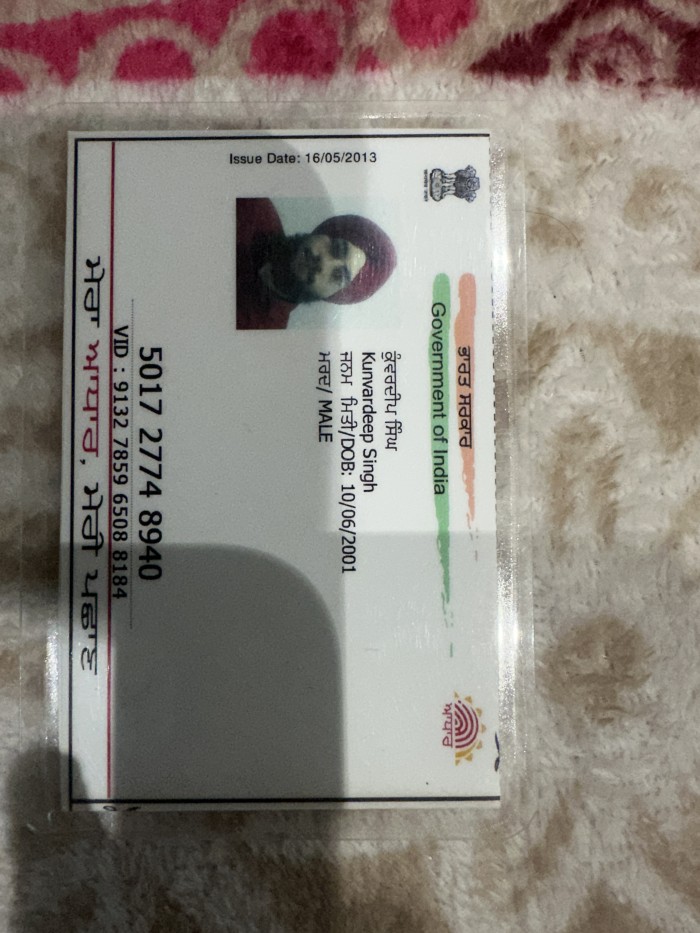 ਭਾਰਤ ਸਰਕਾਰ
Government of India
Issue Date: 16/05/2013
ਕੁੰਵਰਦੀਪ ਸਿੰਘ
Kunvardeep Singh
ਜਨਮ ਮਿਤੀ/DOB: 10/06/2001
ਮਰਦ/ MALE
ਆਧਾਰ
5017 2774 8940
VID : 9132 7859 6508 8184
ਮੇਰਾ ਆਧਾਰ, ਮੇਰੀ ਪਛਾਣ